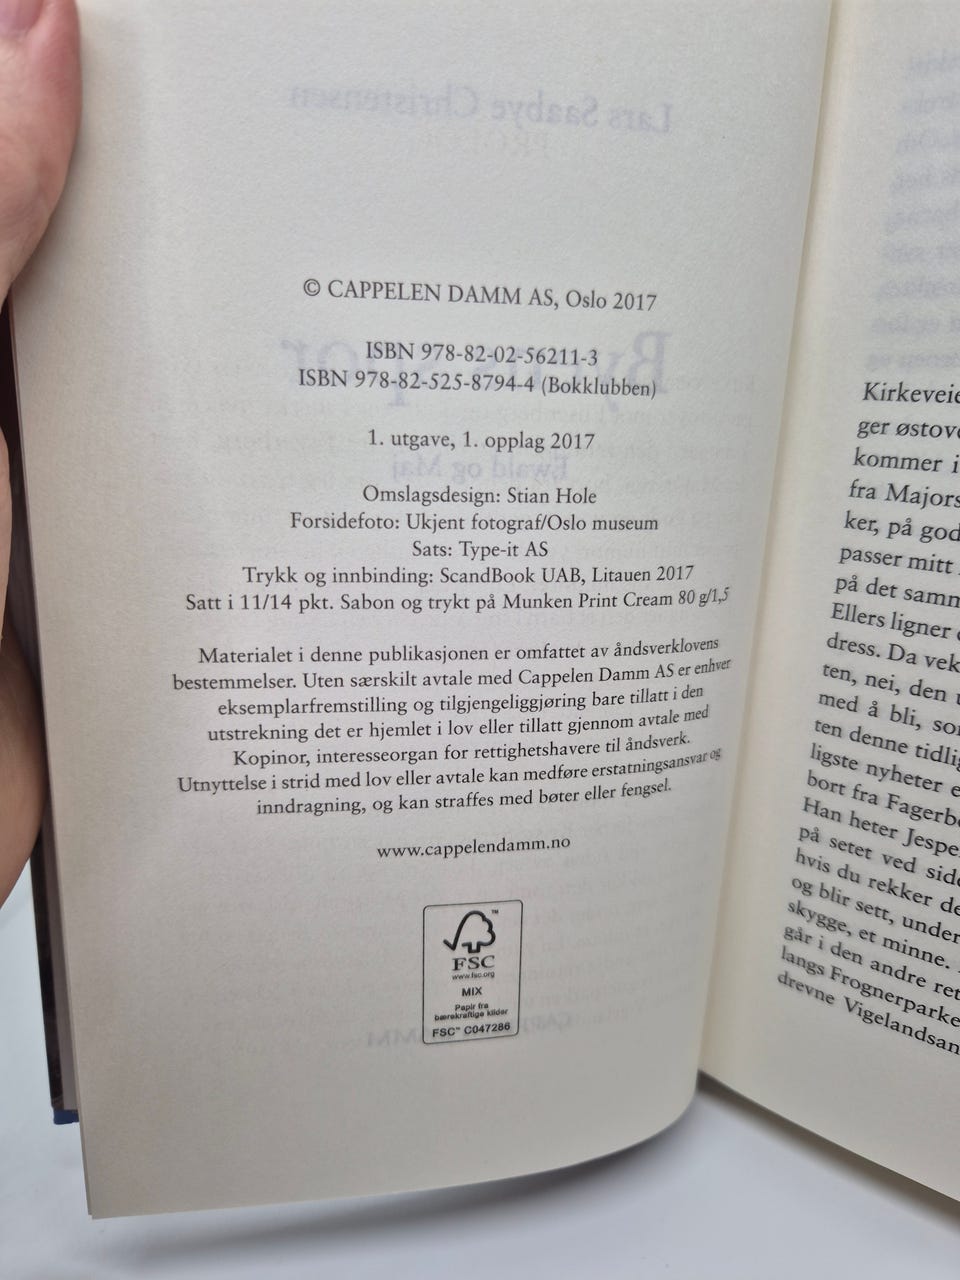 © CAPPELEN DAMM AS, Oslo 2017
ISBN 978-82-02-56211-3
ISBN 978-82-525-8794-4 (Bokklubben)
1. utgave, 1. opplag 2017
Omslagsdesign: Stian Hole
Forsidefoto: Ukjent fotograf/Oslo museum
Sats: Type-it AS
Trykk og innbinding: ScandBook UAB, Litauen 2017
Satt i 11/14 pkt. Sabon og trykt på Munken Print Cream 80 g/1,5
Materialet i denne publikasjonen er omfattet av åndsverklovens
bestemmelser. Uten særskilt avtale med Cappelen Damm AS er enhver
eksemplarfremstilling og tilgjengeliggjøring bare tillatt i den
utstrekning det er hjemlet i lov eller tillatt gjennom avtale med
Kopinor, interesseorgan for rettighetshavere til åndsverk.
Utnyttelse i strid med lov eller avtale kan medføre erstatningsansvar og
inndragning, og kan straffes med bøter eller fengsel.
www.cappelendamm.no
FSC
www.fsc.org
MIX
Papir fra
bærekraftige kilder
FSC™ C047286
Kirkeveie
ger østov
kommer i
fra Majors
ker, på god
passer mitt
på det samm
Ellers ligner
dress. Da vek
ten, nei, den
med å bli, so
ten denne tidlig
ligste nyheter e
bort fra Fagerb
Han heter Jespe
på setet ved side
hvis du rekker de
og blir sett, under
skygge, et minne.
går i den andre ret
langs Frognerparke
drevne Vigelandsan